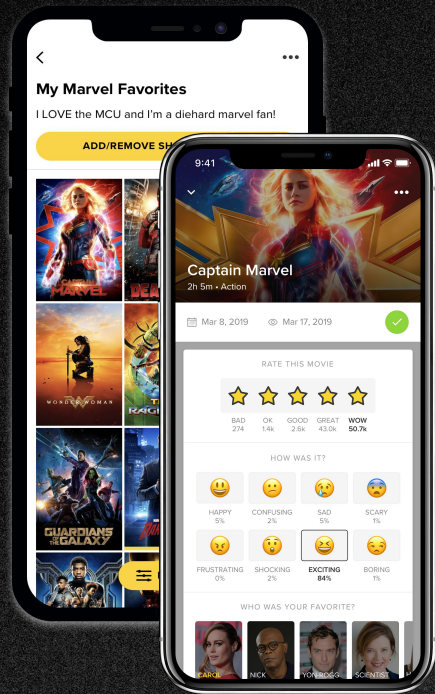 My Marvel Favorites
I LOVE the MCU and I'm a diehard marvel fan!
ADD/REMOVE SH
CAPTAIN
MARVEL
DEA
WONDER WOMAN
RAG
GUARDIANS
OF THE GALAXY
9:41
Captain Marvel
2h 5m • Action
Mar 8, 2019
Mar 17, 2019
RATE THIS MOVIE
BAD OK GOOD GREAT WOW
274 1.4k 2.6k 43.0k 50.7k
HOW WAS IT?
HAPPY CONFUSING SAD SCARY
5% 2% 5% 1%
FRUSTRATING SHOCKING EXCITING BORING
0% 2% 84% 1%
WHO WAS YOUR FAVORITE?
CAROL NICK YON-ROGG SCIENTIST